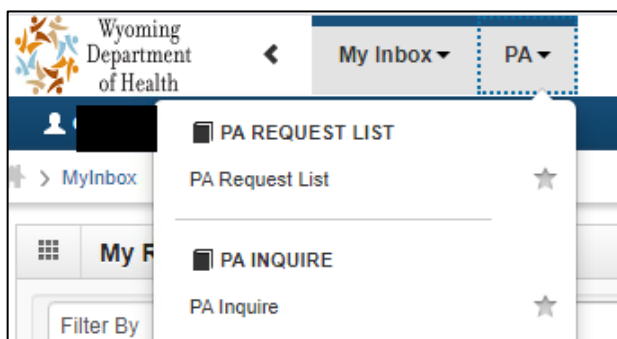 Wyoming
Department
of Health
My Inbox
PA
PA REQUEST LIST
MyInbox
PA Request List
My R
PA INQUIRE
PA Inquire
Filter By